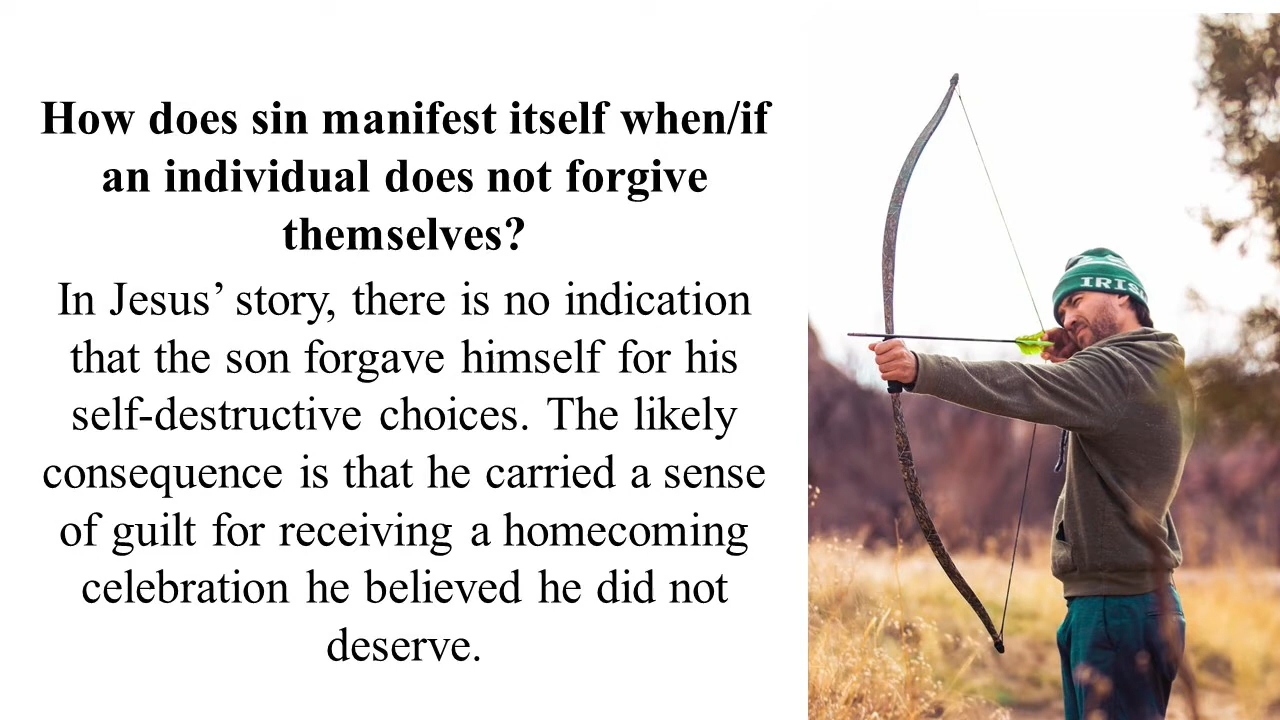 How does sin manifest itself when/if
an individual does not forgive
themselves?
In Jesus’ story, there is no indication
that the son forgave himself for his
self-destructive choices. The likely
consequence is that he carried a sense
of guilt for receiving a homecoming
celebration he believed he did not
deserve.
IRIS